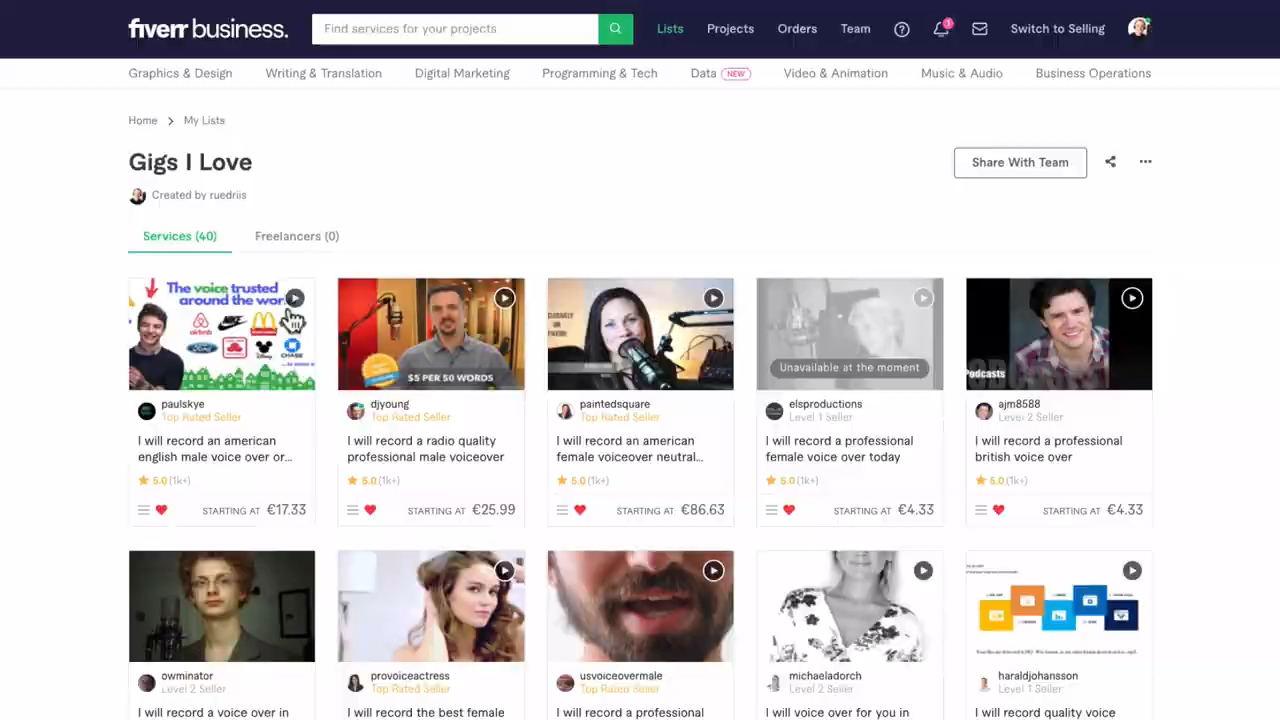 fiverr business.
Find services for your projects
Lists
Projects
Orders
Team
Switch to Selling
Graphics & Design
Writing & Translation
Digital Marketing
Programming & Tech
Data NEW
Video & Animation
Music & Audio
Business Operations
Home
My Lists
Gigs I Love
Share With Team
Created by ruedriis
Services (40)
Freelancers (0)
The voice trusted
around the wor
airbnb
NIKE
McDonald's
Ford
State Farm
Disney
CHASE
$5 PER 50 WORDS
Unavailable at the moment
Podcasts
paulskye
Top Rated Seller
I will record an american
english male voice over or...
5.0 (1k+)
STARTING AT €17.33
djyoung
Top Rated Seller
I will record a radio quality
professional male voiceover
5.0 (1k+)
STARTING AT €25.99
paintedsquare
Top Rated Seller
I will record an american
female voiceover neutral...
5.0 (1k+)
STARTING AT €86.63
elsproductions
Level 1 Seller
I will record a professional
female voice over today
5.0 (1k+)
STARTING AT €4.33
ajm8588
Level 2 Seller
I will record a professional
british voice over
5.0 (1k+)
STARTING AT €4.33
owminator
Level 2 Seller
I will record a voice over in
provoiceactress
Top Rated Seller
I will record the best female
usvoicevermale
Top Rated Seller
I will record a professional
michaeladorch
Level 2 Seller
I will voice over for you in
haraldjohansson
Level 1 Seller
I will record quality voice